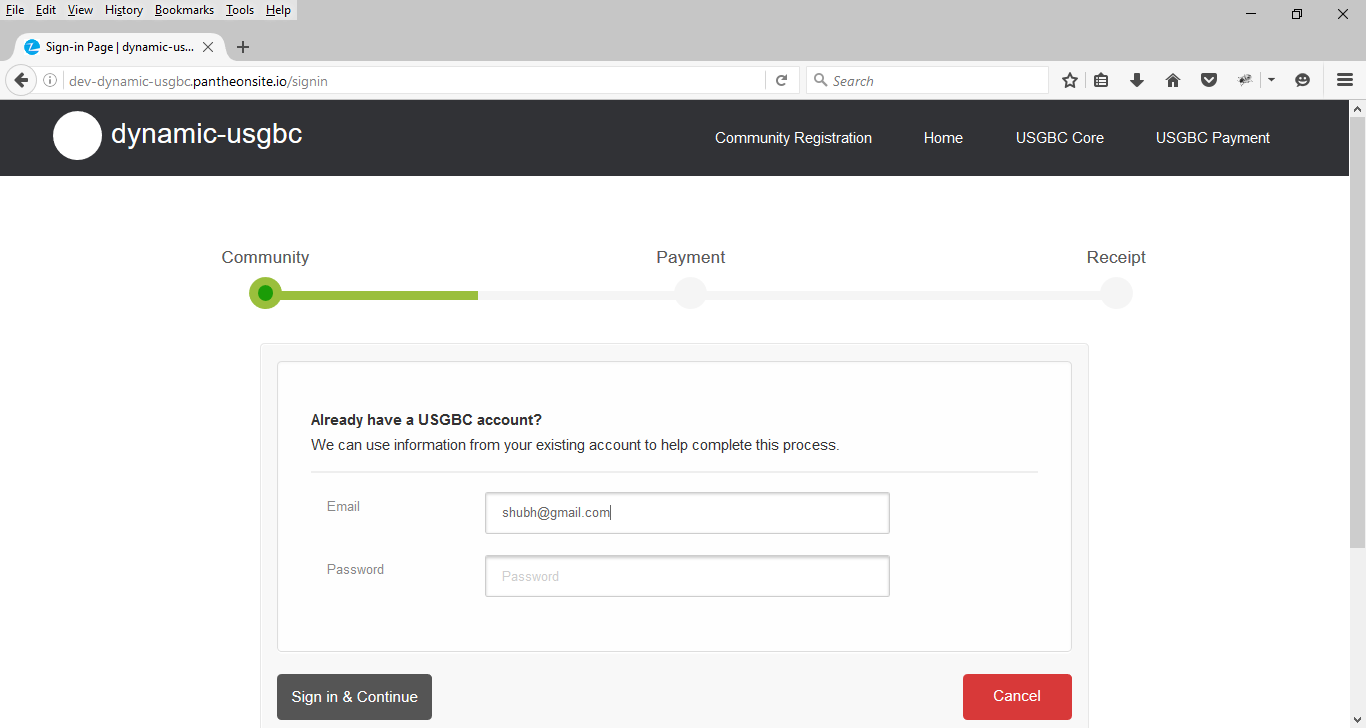 File Edit View History Bookmarks Tools Help
Sign-in Page | dynamic-us...
dev-dynamic-usgbc.pantheonsite.io/signin
Search
dynamic-usgbc
Community Registration Home USGBC Core USGBC Payment
Community Payment Receipt
Already have a USGBC account?
We can use information from your existing account to help complete this process.
Email shubh@gmail.com
Password Password
Sign in & Continue Cancel